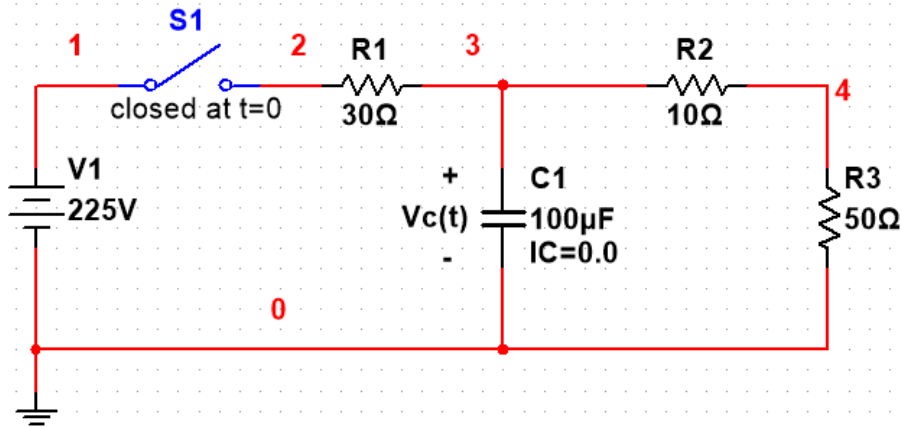 S1
1
2
R1
3
R2
4
closed at t=0
30Ω
10Ω
V1
225V
+
Vc(t)
-
C1
100µF
IC=0.0
R3
50Ω
0